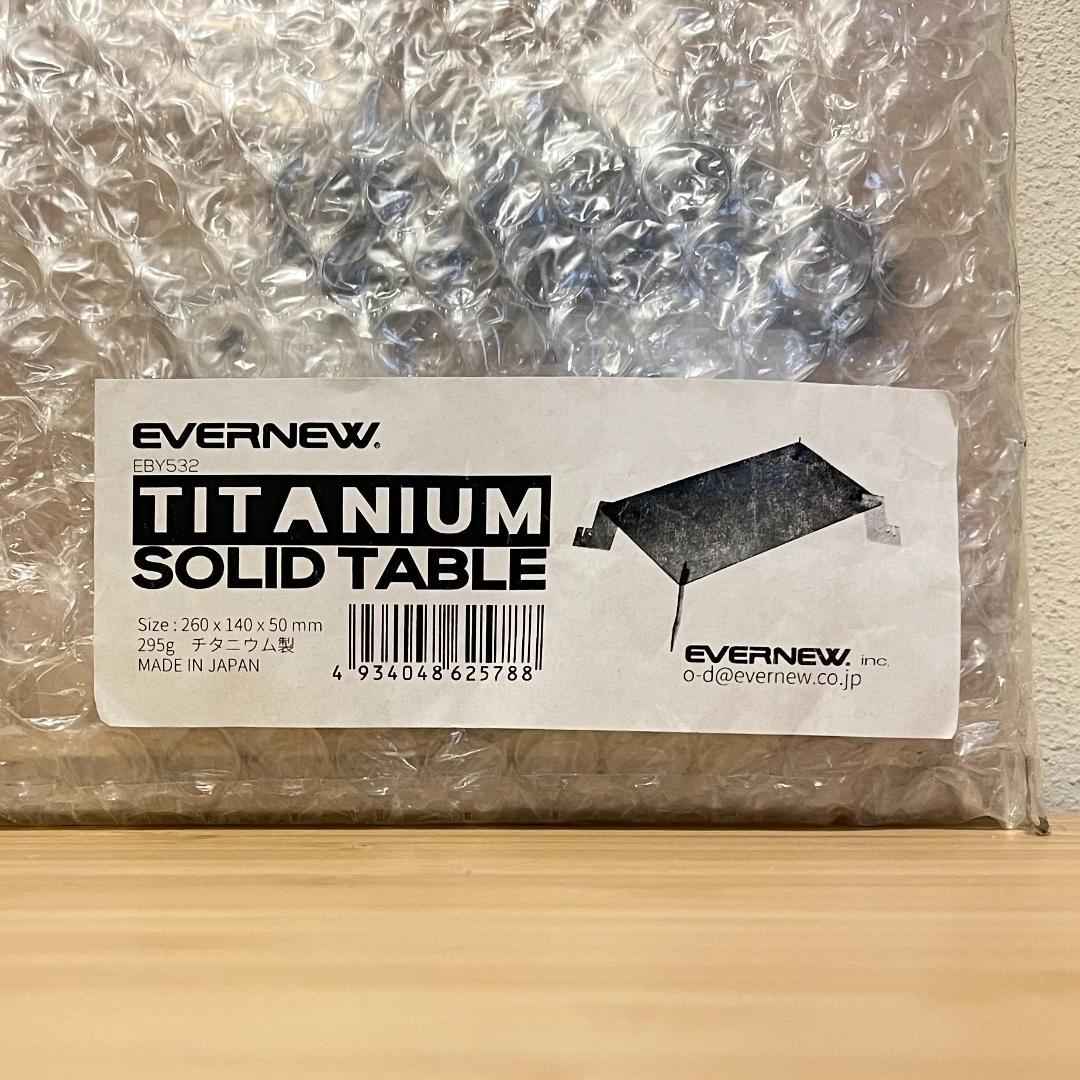 EVERNEW®
EBY532
TITANIUM
SOLID TABLE
Size : 260 x 140 x 50 mm
295g チタニウム製
MADE IN JAPAN
4 934048 625788
EVERNEW. inc.
o-d@evernew.co.jp